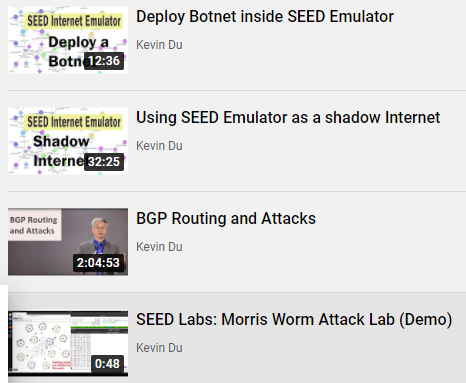 SEED Internet Emulator
Deploy a
Botne
12:36
Deploy Botnet inside SEED Emulator
Kevin Du
SEED Internet Emulator
Shadow
Interne
32:25
Using SEED Emulator as a shadow Internet
Kevin Du
BGP Routing
and Attacks
2:04:53
BGP Routing and Attacks
Kevin Du
0:48
SEED Labs: Morris Worm Attack Lab (Demo)
Kevin Du